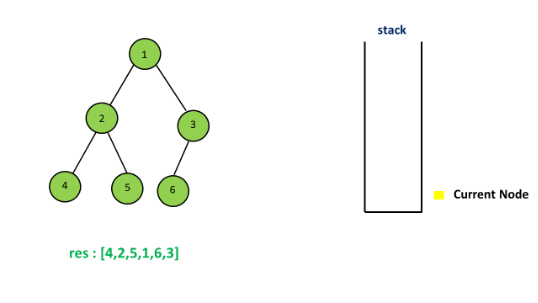 stack
1
2
3
4
5
6
Current Node
res : [4,2,5,1,6,3]